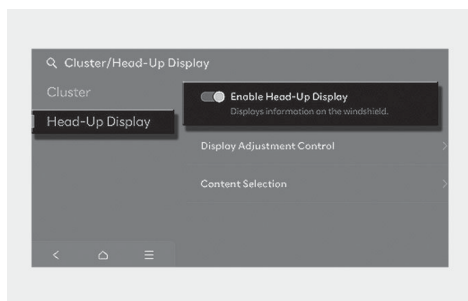 Cluster/Head-Up Display
Cluster
Head-Up Display
Enable Head-Up Display
Displays information on the windshield.
Display Adjustment Control
Content Selection